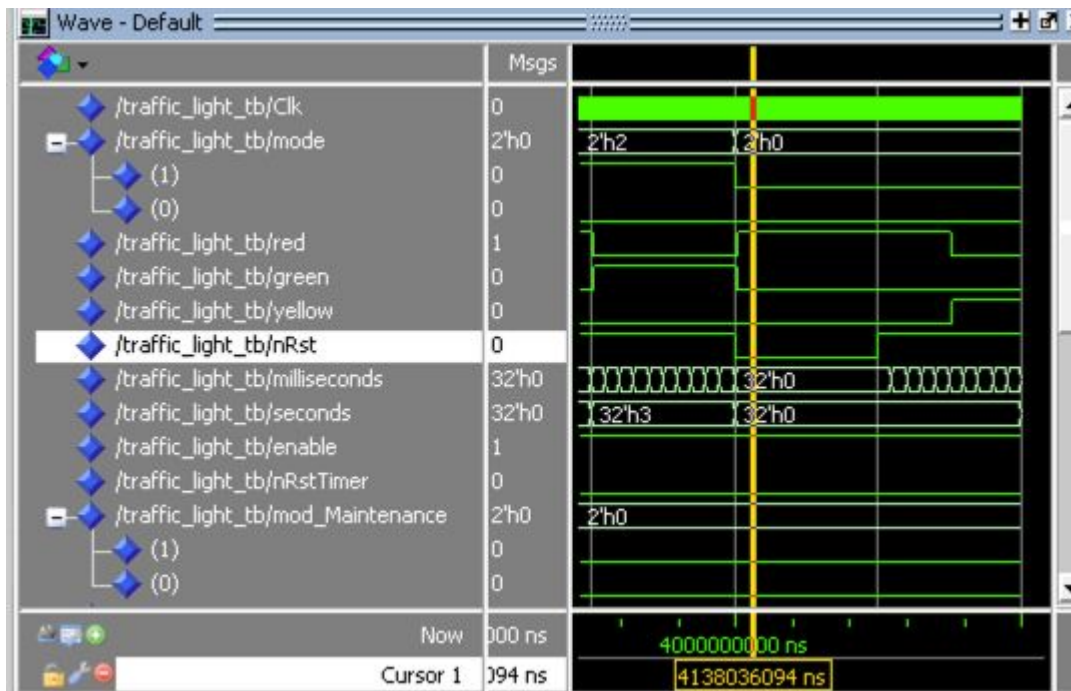 Wave - Default
Msgs
/traffic_light_tb/Clk 0
/traffic_light_tb/mode 2'h0 2'h2 2'h0
(1) 0
(0) 0
/traffic_light_tb/red 1
/traffic_light_tb/green 0
/traffic_light_tb/yellow 0
/traffic_light_tb/nRst 0
/traffic_light_tb/milliseconds 32'h0 32'h0
/traffic_light_tb/seconds 32'h0 32'h3 32'h0
/traffic_light_tb/enable 1
/traffic_light_tb/nRstTimer 0
/traffic_light_tb/mod_Maintenance 2'h0 2'h0
(1) 0
(0) 0
Now 000 ns 4000000000 ns
Cursor 1 094 ns 4138036094 ns